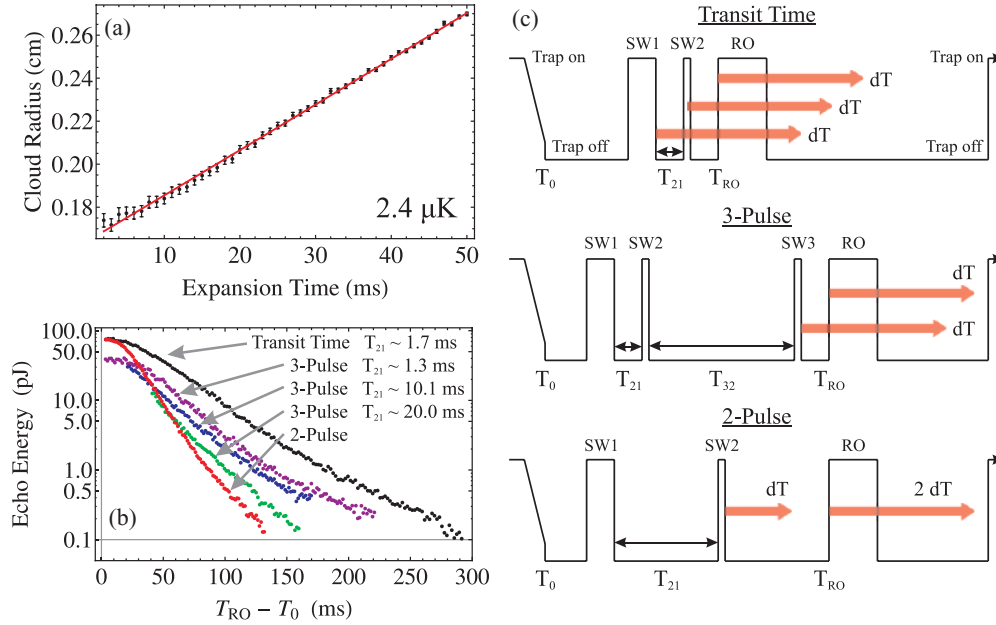 (a)
0.26
0.24
0.22
0.20
0.18
Cloud Radius (cm)
2.4 μK
10 20 30 40 50
Expansion Time (ms)
100.0
50.0
10.0
5.0
1.0
0.5
0.1
Echo Energy (pJ)
Transit Time T21 ~ 1.7 ms
3-Pulse T21 ~ 1.3 ms
3-Pulse T21 ~ 10.1 ms
3-Pulse T21 ~ 20.0 ms
2-Pulse
(b)
0 50 100 150 200 250 300
TRO − T0 (ms)
(c)
Transit Time
SW1 SW2 RO
Trap on Trap on
dT
dT
dT
Trap off Trap off
T0 T21 TRO
3-Pulse
SW1 SW2 SW3 RO
dT
dT
T0 T21 T32 TRO
2-Pulse
SW1 SW2 RO
dT 2 dT
T0 T21 TRO